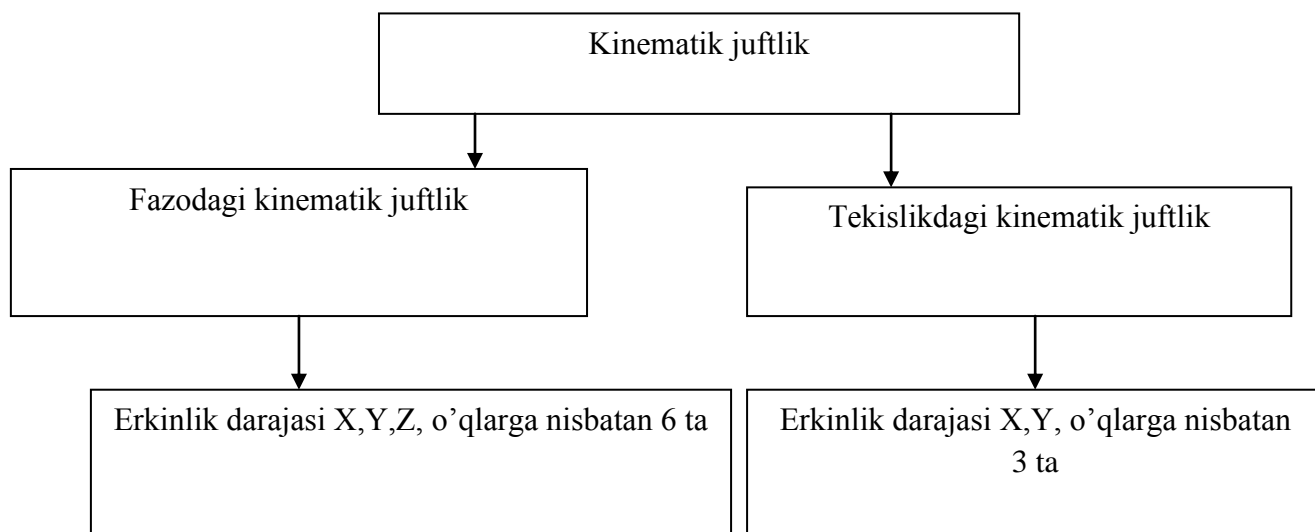 Kinematik juftlik
Fazodagi kinematik juftlik
Tekislikdagi kinematik juftlik
Erkinlik darajasi X,Y,Z, o’qlarga nisbatan 6 ta
Erkinlik darajasi X,Y, o’qlarga nisbatan
3 ta